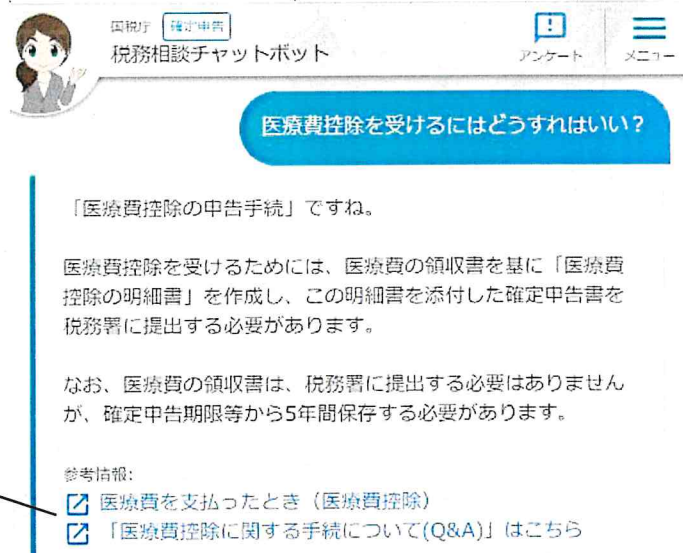 国税庁 確定申告
税務相談チャットボット
アンケート
メニュー
医療費控除を受けるにはどうすればいい？
「医療費控除の申告手続」ですね。
医療費控除を受けるためには、医療費の領収書を基に「医療費
控除の明細書」を作成し、この明細書を添付した確定申告書を
税務署に提出する必要があります。
なお、医療費の領収書は、税務署に提出する必要はありません
が、確定申告期限等から5年間保存する必要があります。
参考情報:
医療費を支払ったとき（医療費控除）
「医療費控除に関する手続について(Q&A)」はこちら